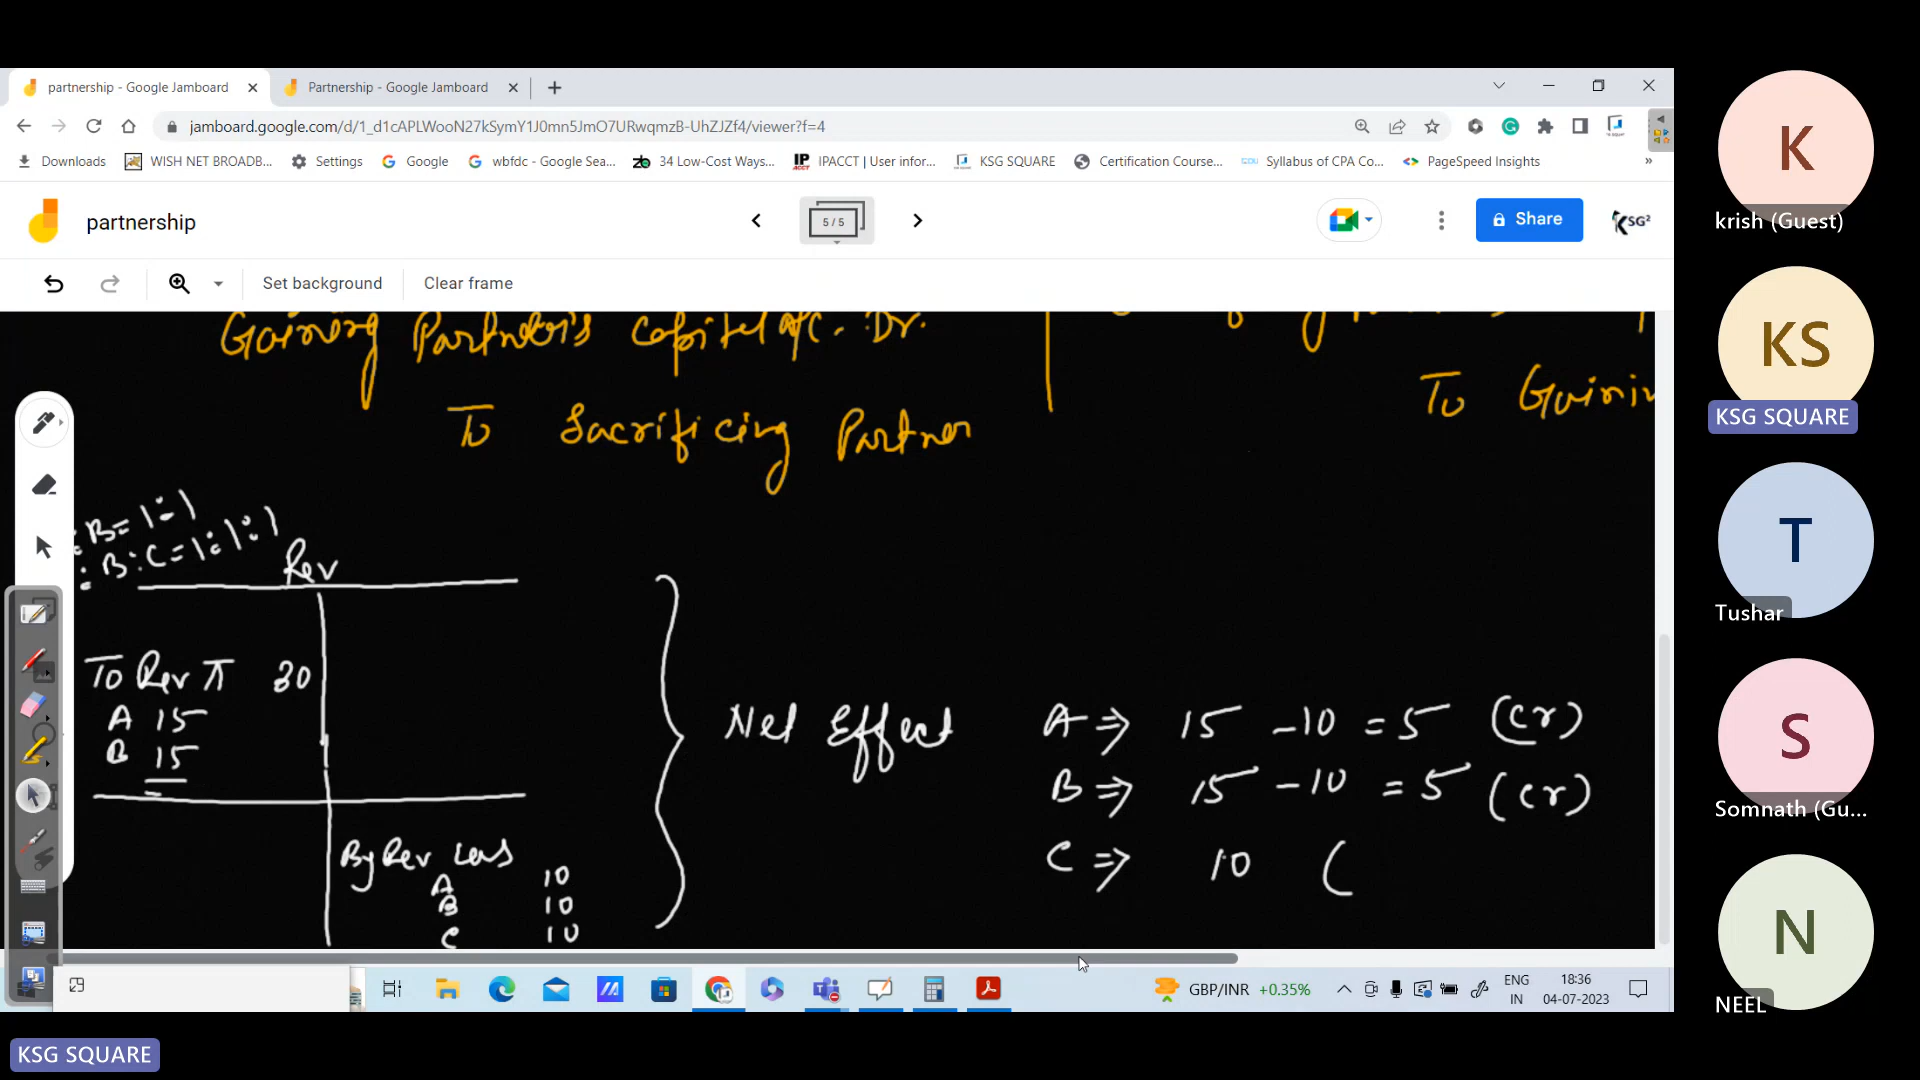 partnership - Google Jamboard
Partnership - Google Jamboard
jamboard.google.com/d/1_d1cAPLWooN27kSymY1J0mn5JmO7URwqmzB-UhZJZf4/viewer?f=4
Downloads
WISH NET BROADB...
Settings
Google
wbfdc - Google Sea...
34 Low-Cost Ways...
IPACCT | User infor...
KSG SQUARE
Certification Course...
Syllabus of CPA Co...
PageSpeed Insights
»
partnership
5 / 5
Share
KSG²
Set background
Clear frame
Gaining Partner's Capital A/C. Dr.
To Gainin
To Sacrificing Partner
: B = 1:1
: B : C = 1:1:1
Rev
To Rev π 30
A 15
B 15
By Rev Loss
A 10
B 10
C 10
Net Effect
A ⇒ 15 - 10 = 5 (cr)
B ⇒ 15 - 10 = 5 (cr)
C ⇒ 10 (
GBP/INR +0.35%
ENG
IN
18:36
04-07-2023
K
krish (Guest)
KS
KSG SQUARE
T
Tushar
S
Somnath (Gu...
N
NEEL
KSG SQUARE